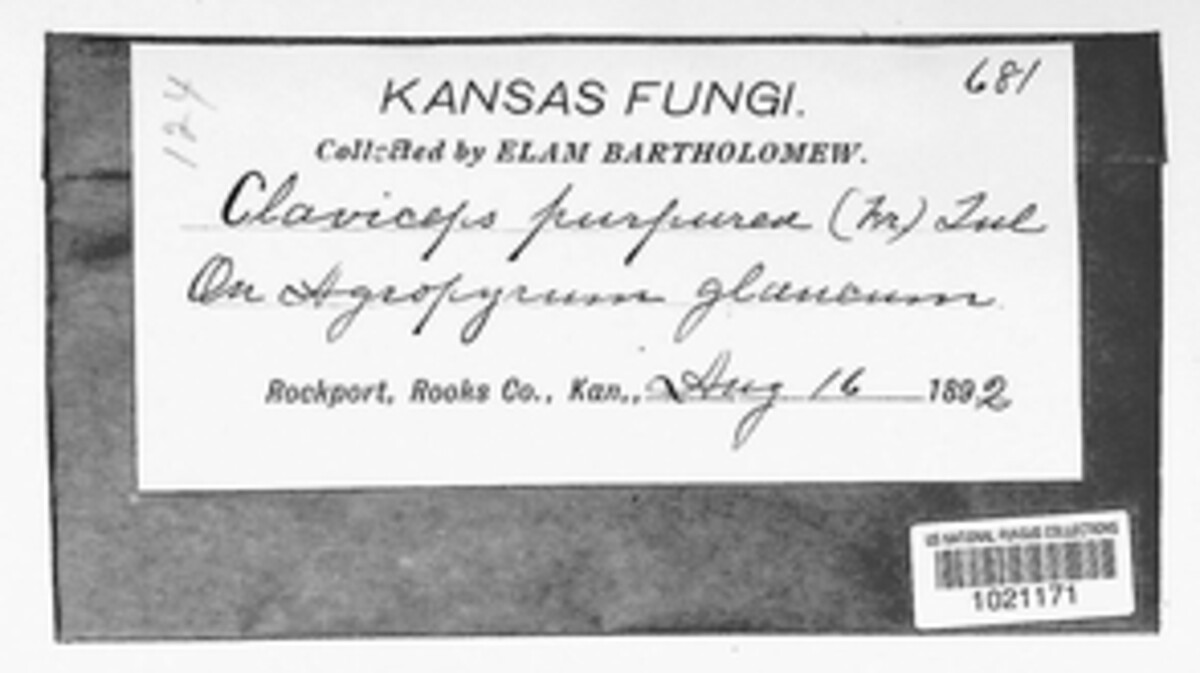 681
124
KANSAS FUNGI.
Collected by ELAM BARTHOLOMEW.
Claviceps purpurea (Fr) Tul
On Agropyrum glaucum
Rockport, Rooks Co., Kan., Aug 16 1892
US NATIONAL FUNGUS COLLECTIONS
1021171